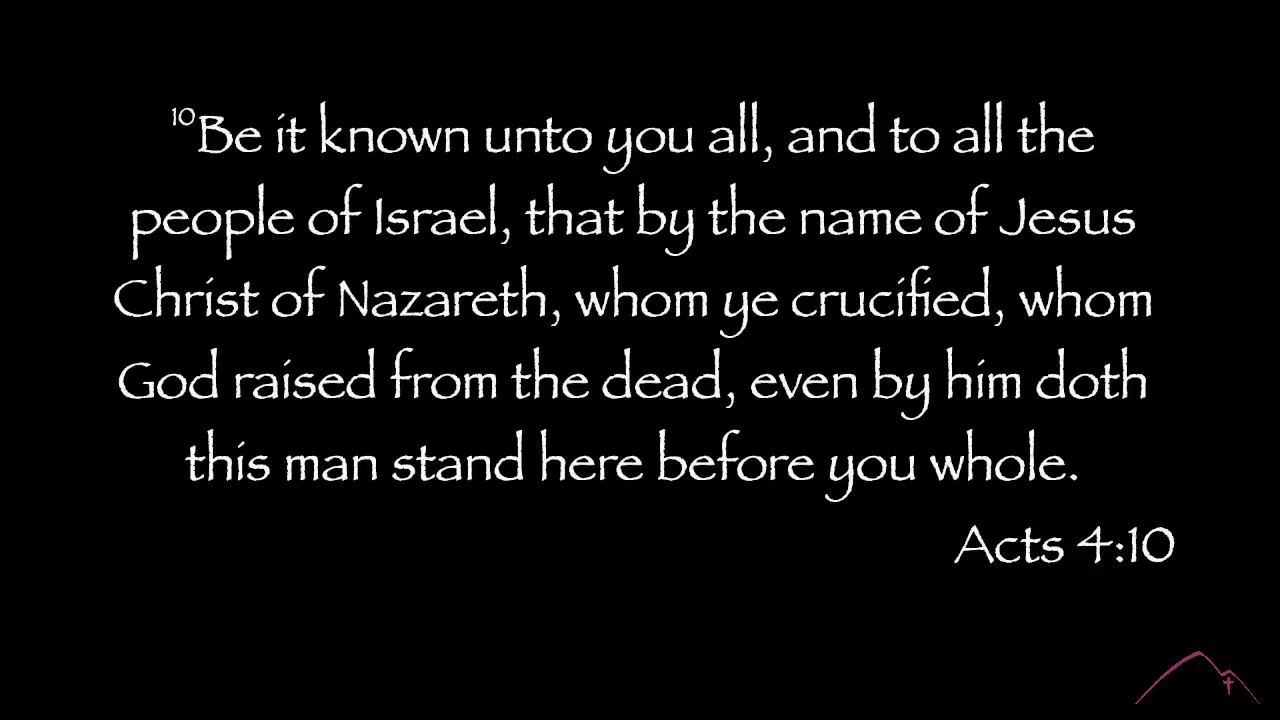 ¹⁰Be it known unto you all, and to all the
people of Israel, that by the name of Jesus
Christ of Nazareth, whom ye crucified, whom
God raised from the dead, even by him doth
this man stand here before you whole.
Acts 4:10